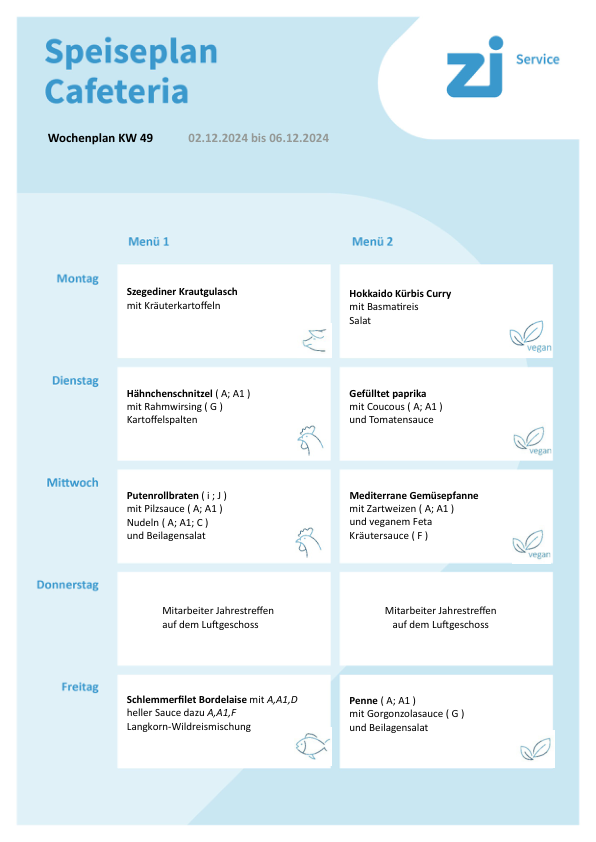 Speiseplan
Cafeteria
zi Service
Wochenplan KW 49 02.12.2024 bis 06.12.2024
Menü 1 Menü 2
Montag
Szegediner Krautgulasch
mit Kräuterkartoffeln
Hokkaido Kürbis Curry
mit Basmatireis
Salat
vegan
Dienstag
Hähnchenschnitzel ( A; A1 )
mit Rahmwirsing ( G )
Kartoffelspalten
Gefülltet paprika
mit Coucous ( A; A1 )
und Tomatensauce
vegan
Mittwoch
Putenrollbraten ( i ; J )
mit Pilzsauce ( A; A1 )
Nudeln ( A; A1; C )
und Beilagensalat
Mediterrane Gemüsepfanne
mit Zartweizen ( A; A1 )
und veganem Feta
Kräutersauce ( F )
vegan
Donnerstag
Mitarbeiter Jahrestreffen
auf dem Luftgeschoss
Mitarbeiter Jahrestreffen
auf dem Luftgeschoss
Freitag
Schlemmerfilet Bordelaise mit A,A1,D
heller Sauce dazu A,A1,F
Langkorn-Wildreismischung
Penne ( A; A1 )
mit Gorgonzolasauce ( G )
und Beilagensalat